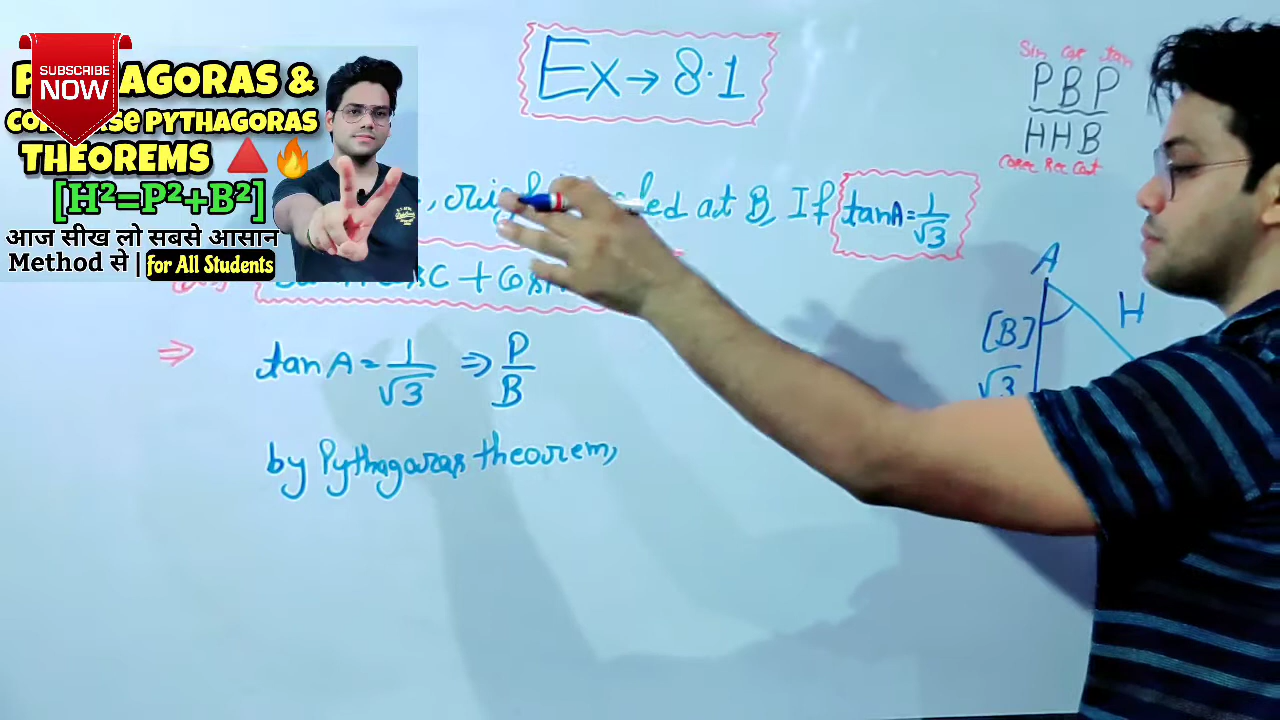 SUBSCRIBE
NOW
AGORAS &
PYTHAGORAS
THEOREMS
[H²=P²+B²]
आज सीख लो सबसे आसान
Method से | for All Students
Ex → 8.1
Sin cos tan
P B P
H H B
Cosec Sec Cot
at B, If tanA = 1/√3
C + Cos
⇒ tan A = 1/√3 ⇒ P/B
by Pythagoras theorem,
A
[B]
H
√3